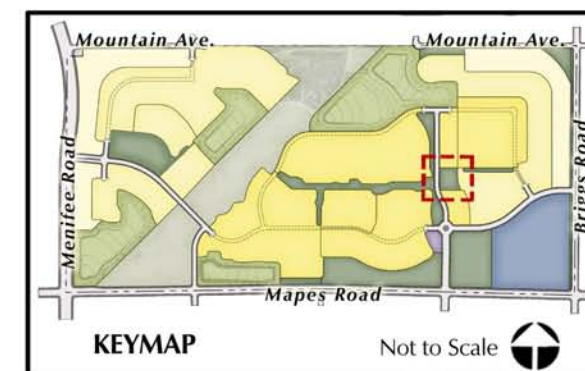 Mountain Ave. Mountain Ave.
Menifee Road
Briggs Road
Mapes Road
KEYMAP Not to Scale